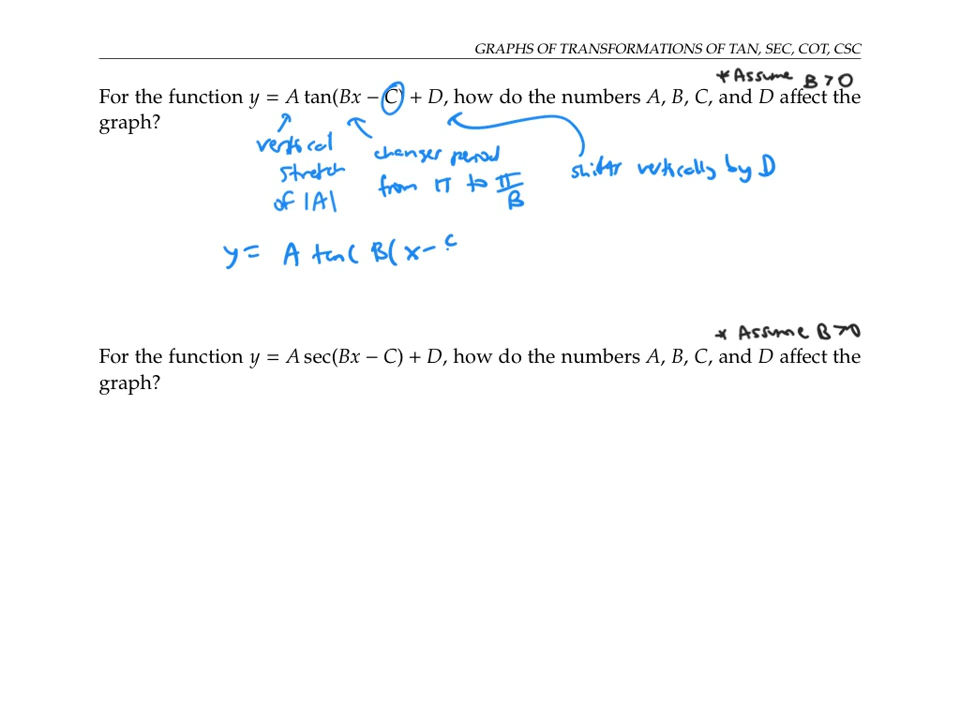 GRAPHS OF TRANSFORMATIONS OF TAN, SEC, COT, CSC
* Assume B > 0
For the function y = A tan(Bx − C) + D, how do the numbers A, B, C, and D affect the
graph?
vertical stretch of |A|
changes period from π to π/B
shifts vertically by D
y = A tan( B( x − C
* Assume B > 0
For the function y = A sec(Bx − C) + D, how do the numbers A, B, C, and D affect the
graph?